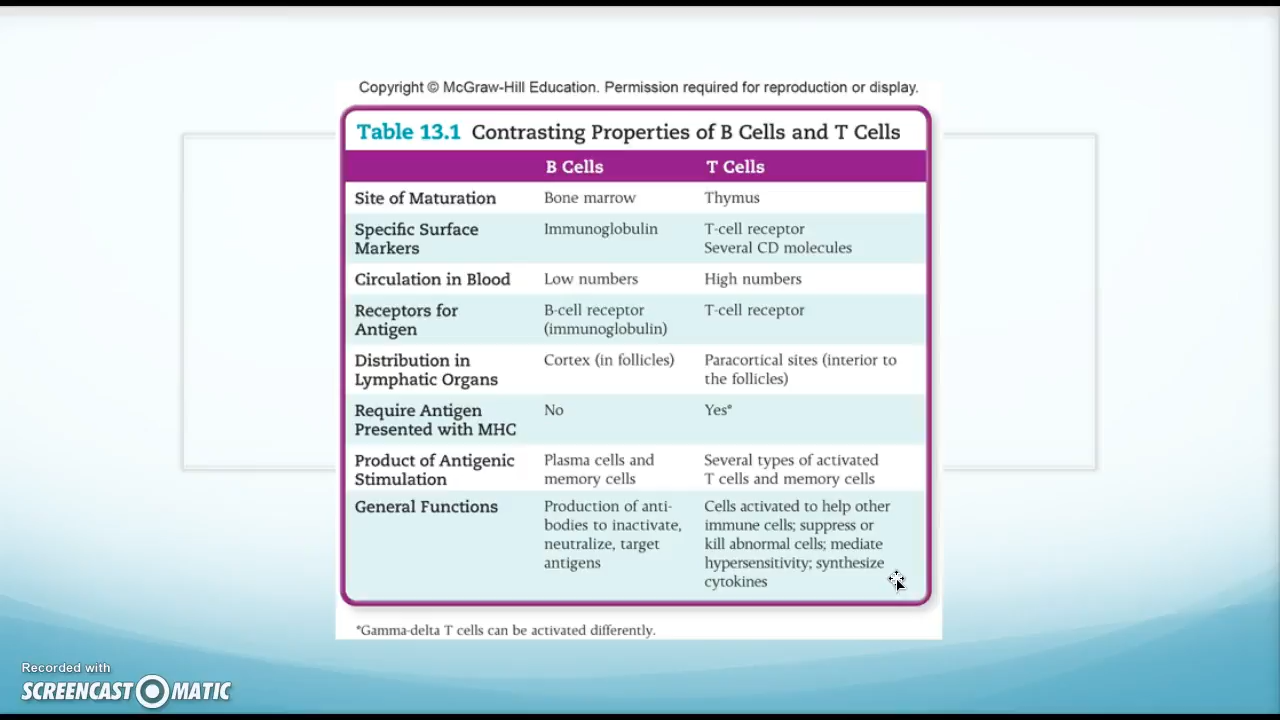 Copyright © McGraw-Hill Education. Permission required for reproduction or display.
Table 13.1 Contrasting Properties of B Cells and T Cells
B Cells T Cells
Site of Maturation Bone marrow Thymus
Specific Surface Immunoglobulin T-cell receptor
Markers Several CD molecules
Circulation in Blood Low numbers High numbers
Receptors for B-cell receptor T-cell receptor
Antigen (immunoglobulin)
Distribution in Cortex (in follicles) Paracortical sites (interior to
Lymphatic Organs the follicles)
Require Antigen No Yes*
Presented with MHC
Product of Antigenic Plasma cells and Several types of activated
Stimulation memory cells T cells and memory cells
General Functions Production of anti- Cells activated to help other
bodies to inactivate, immune cells; suppress or
neutralize, target kill abnormal cells; mediate
antigens hypersensitivity; synthesize
cytokines
*Gamma-delta T cells can be activated differently.
Recorded with
SCREENCAST-O-MATIC